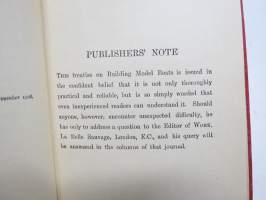 PUBLISHERS' NOTE
THIS treatise on Building Model Boats is issued in
the confident belief that it is not only thoroughly
practical and reliable, but is so simply worded that
even inexperienced readers can understand it. Should
anyone, however, encounter unexpected difficulty, he
has only to address a question to the Editor of WORK,
La Belle Sauvage, London, E.C., and his query will
be answered in the columns of that journal.